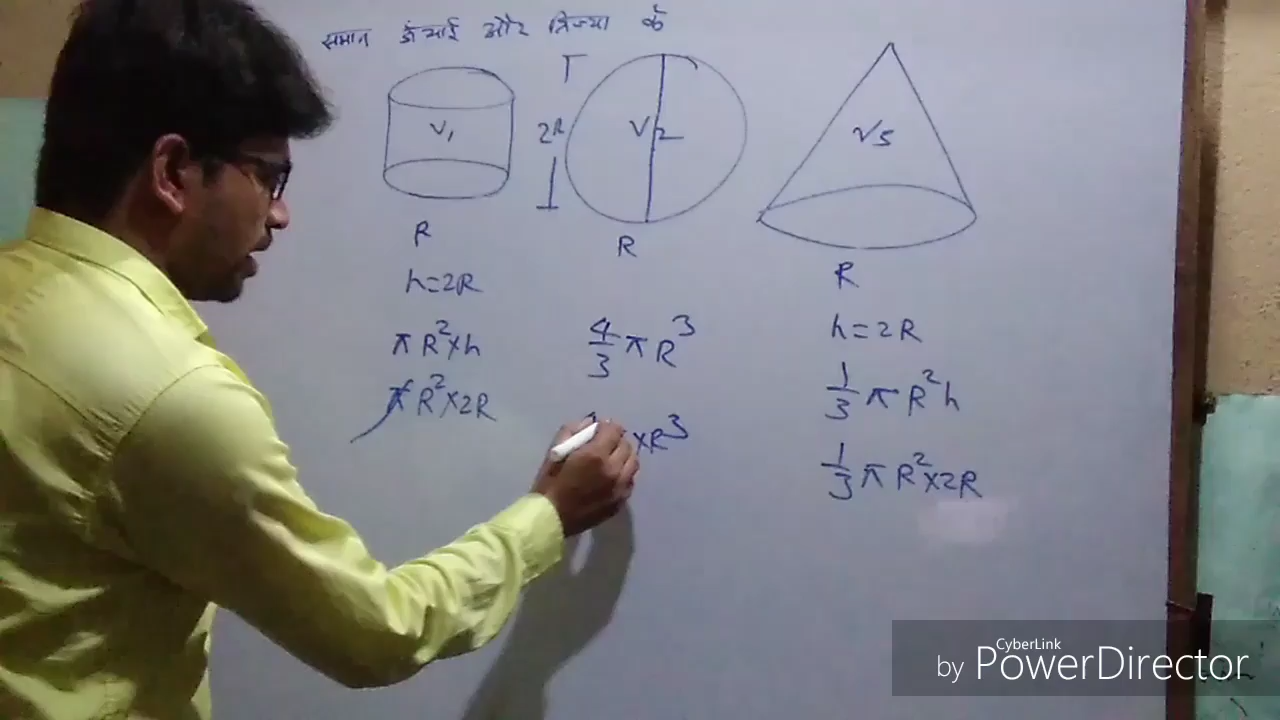 समान ऊंचाई और त्रिज्या के
V₁
2R
V2
V3
R
R
R
h=2R
h=2R
πR²×h
4/3 πR³
1/3 πR²h
πR²×2R
×R³
1/3 πR²×2R
CyberLink
by PowerDirector